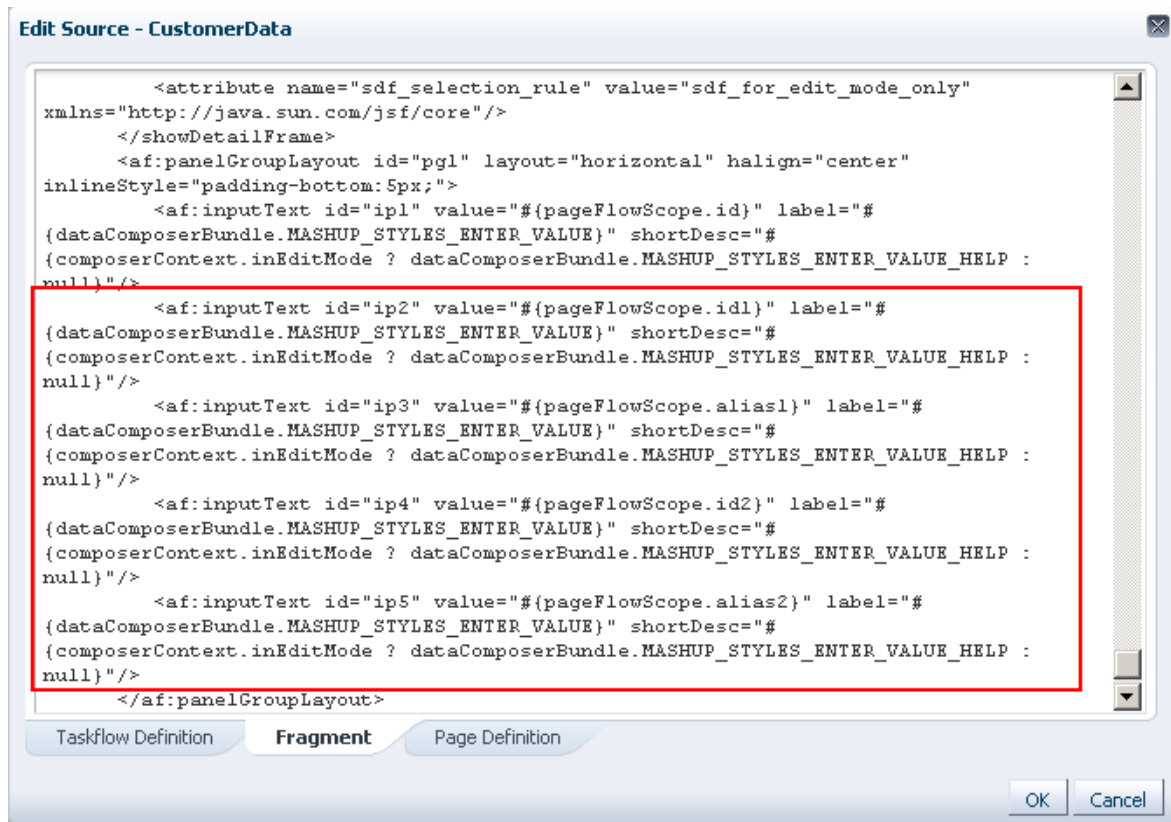 Edit Source - CustomerData
<attribute name="sdf_selection_rule" value="sdf_for_edit_mode_only"
xmlns="http://java.sun.com/jsf/core"/>
</showDetailFrame>
<af:panelGroupLayout id="pgl" layout="horizontal" halign="center"
inlineStyle="padding-bottom:5px;">
<af:inputText id="ip1" value="#{pageFlowScope.id}" label="#
{dataComposerBundle.MASHUP_STYLES_ENTER_VALUE}" shortDesc="#
{composerContext.inEditMode ? dataComposerBundle.MASHUP_STYLES_ENTER_VALUE_HELP :
null}"/>
<af:inputText id="ip2" value="#{pageFlowScope.id1}" label="#
{dataComposerBundle.MASHUP_STYLES_ENTER_VALUE}" shortDesc="#
{composerContext.inEditMode ? dataComposerBundle.MASHUP_STYLES_ENTER_VALUE_HELP :
null}"/>
<af:inputText id="ip3" value="#{pageFlowScope.alias1}" label="#
{dataComposerBundle.MASHUP_STYLES_ENTER_VALUE}" shortDesc="#
{composerContext.inEditMode ? dataComposerBundle.MASHUP_STYLES_ENTER_VALUE_HELP :
null}"/>
<af:inputText id="ip4" value="#{pageFlowScope.id2}" label="#
{dataComposerBundle.MASHUP_STYLES_ENTER_VALUE}" shortDesc="#
{composerContext.inEditMode ? dataComposerBundle.MASHUP_STYLES_ENTER_VALUE_HELP :
null}"/>
<af:inputText id="ip5" value="#{pageFlowScope.alias2}" label="#
{dataComposerBundle.MASHUP_STYLES_ENTER_VALUE}" shortDesc="#
{composerContext.inEditMode ? dataComposerBundle.MASHUP_STYLES_ENTER_VALUE_HELP :
null}"/>
</af:panelGroupLayout>
Taskflow Definition Fragment Page Definition
OK Cancel